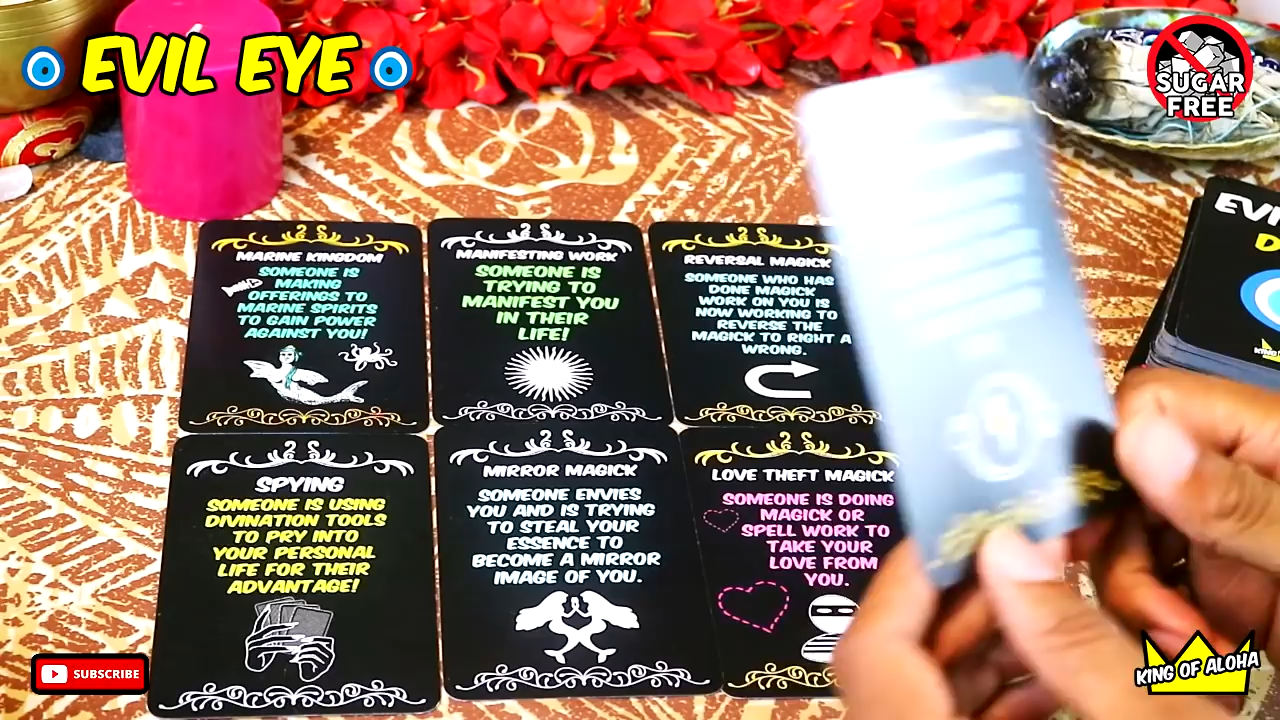 EVIL EYE
SUGAR
FREE
MARINE KINGDOM
SOMEONE IS
MAKING
OFFERINGS TO
MARINE SPIRITS
TO GAIN POWER
AGAINST YOU!
MANIFESTING WORK
SOMEONE IS
TRYING TO
MANIFEST YOU
IN THEIR
LIFE!
REVERSAL MAGICK
SOMEONE WHO HAS
DONE MAGICK
WORK ON YOU IS
NOW WORKING TO
REVERSE THE
MAGICK TO RIGHT A
WRONG.
SPYING
SOMEONE IS USING
DIVINATION TOOLS
TO PRY INTO
YOUR PERSONAL
LIFE FOR THEIR
ADVANTAGE!
MIRROR MAGICK
SOMEONE ENVIES
YOU AND IS TRYING
TO STEAL YOUR
ESSENCE TO
BECOME A MIRROR
IMAGE OF YOU.
LOVE THEFT MAGICK
SOMEONE IS DOING
MAGICK OR
SPELL WORK TO
TAKE YOUR
LOVE FROM
YOU.
SUBSCRIBE
KING OF ALOHA